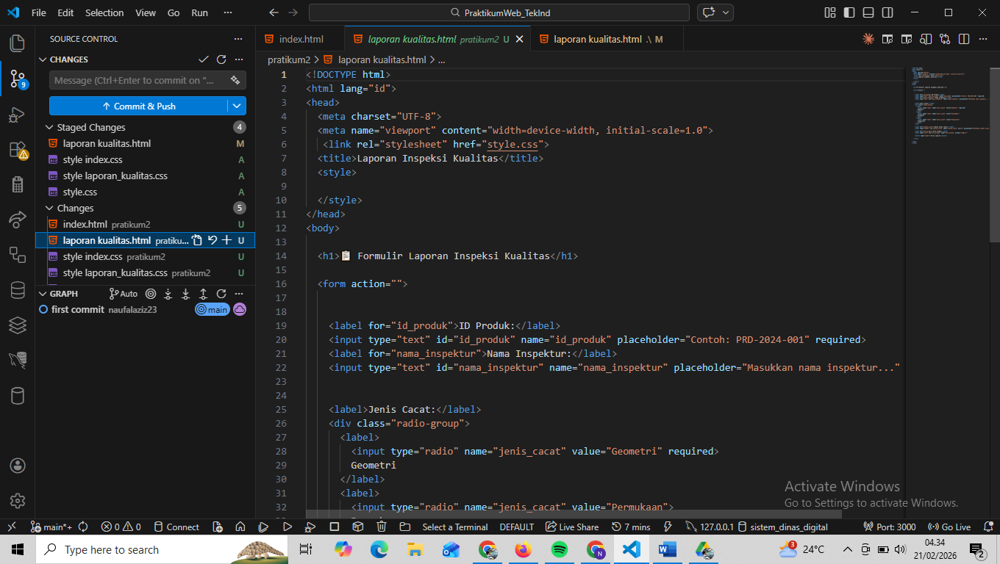 File Edit Selection View Go Run ··· PraktikumWeb_TekInd
SOURCE CONTROL
CHANGES
Message (Ctrl+Enter to commit on "...
Commit & Push
Staged Changes 4
laporan kualitas.html M
style index.css A
style laporan_kualitas.css A
style.css A
Changes 5
index.html pratikum2 U
laporan kualitas.html pratiku... U
style index.css pratikum2 U
style laporan_kualitas.css pratikum2 U
GRAPH Auto
first commit naufalaziz23 main
9
index.html laporan kualitas.html pratikum2 U laporan kualitas.html .\ M
pratikum2 > laporan kualitas.html > ...
1 <!DOCTYPE html>
2 <html lang="id">
3 <head>
4 <meta charset="UTF-8">
5 <meta name="viewport" content="width=device-width, initial-scale=1.0">
6 <link rel="stylesheet" href="style.css">
7 <title>Laporan Inspeksi Kualitas</title>
8 <style>
9
10 </style>
11 </head>
12 <body>
13
14 <h1>📋 Formulir Laporan Inspeksi Kualitas</h1>
15
16 <form action="">
17
18
19 <label for="id_produk">ID Produk:</label>
20 <input type="text" id="id_produk" name="id_produk" placeholder="Contoh: PRD-2024-001" required>
21 <label for="nama_inspektur">Nama Inspektur:</label>
22 <input type="text" id="nama_inspektur" name="nama_inspektur" placeholder="Masukkan nama inspektur..."
23
24
25 <label>Jenis Cacat:</label>
26 <div class="radio-group">
27 <label>
28 <input type="radio" name="jenis_cacat" value="Geometri" required>
29 Geometri
30 </label>
31 <label>
32 <input type="radio" name="jenis_cacat" value="Permukaan">
Activate Windows
Go to Settings to activate Windows.
main*+ 0 0 Connect Select a Terminal DEFAULT Live Share 7 mins 127.0.0.1 sistem_dinas_digital Port: 3000 Go Live
Type here to search 3 24°C 04.34
21/02/2026 2